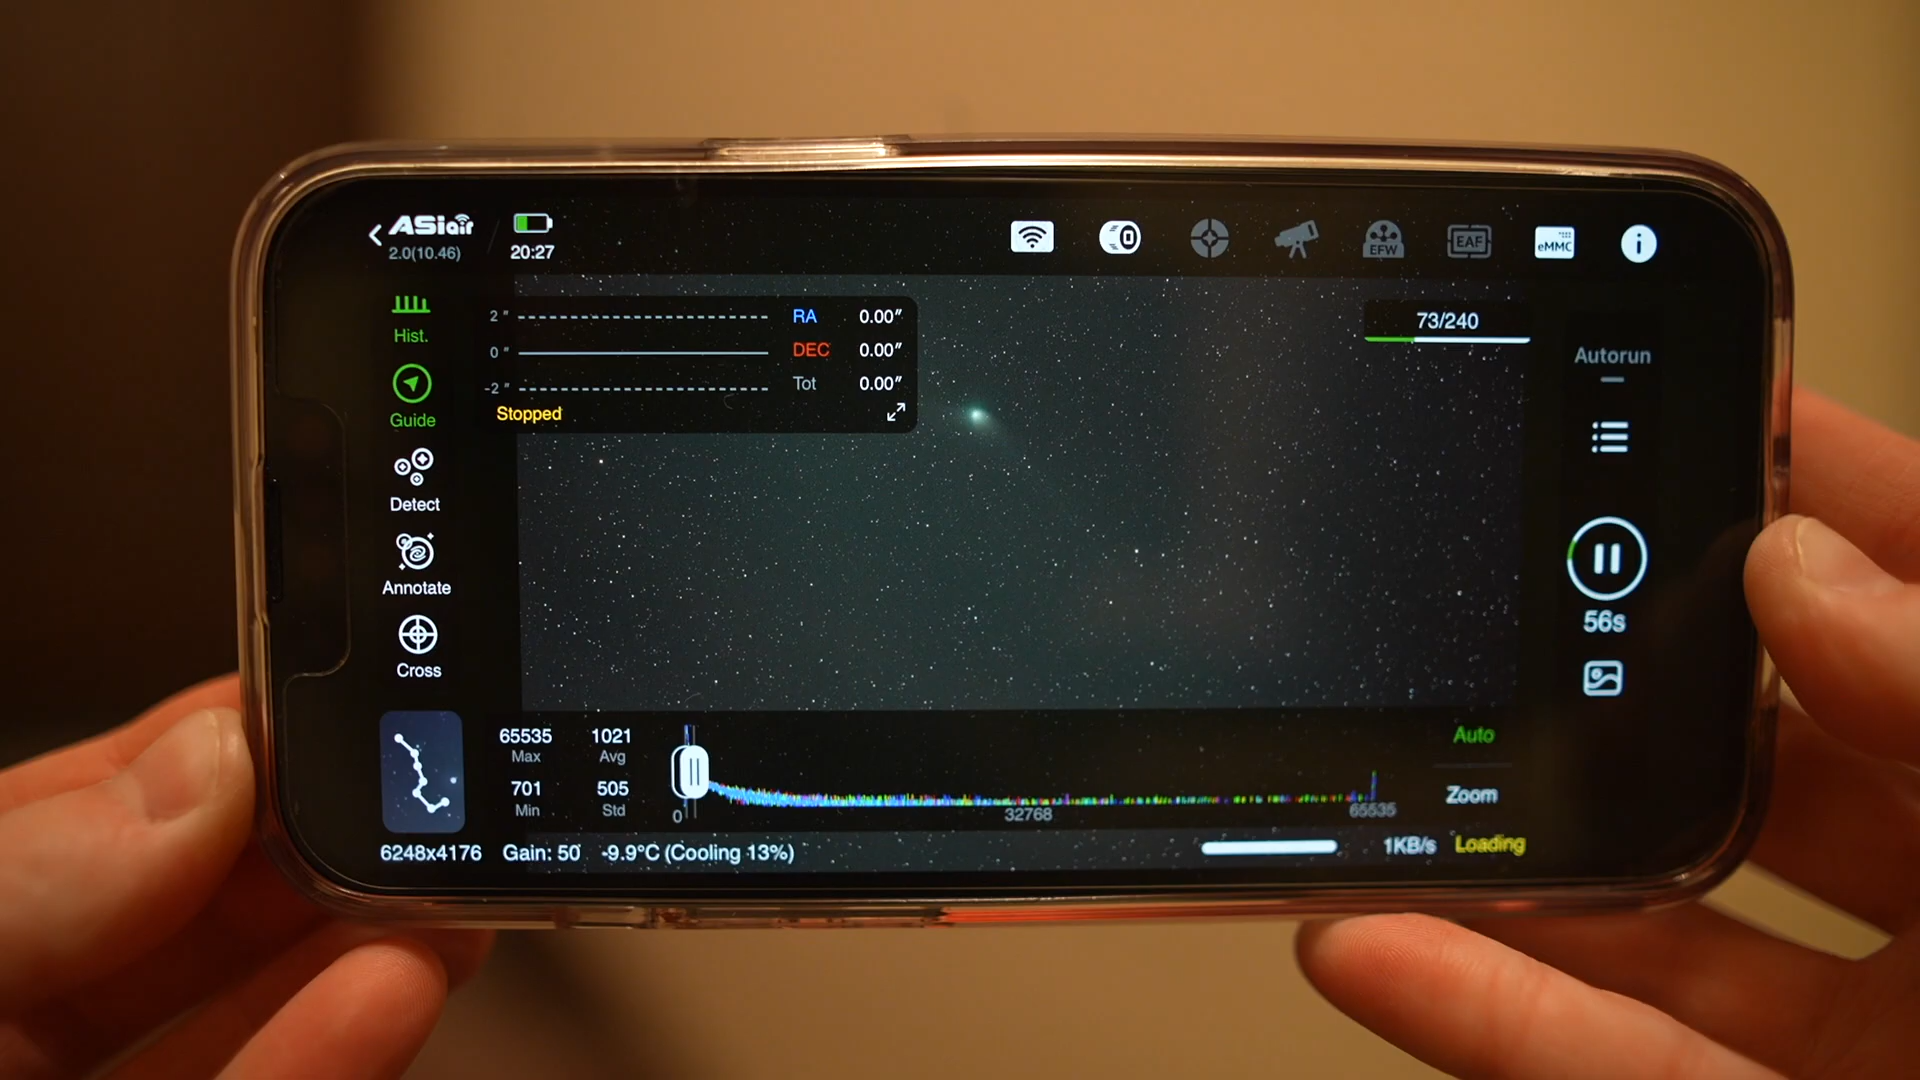 ASiair
2.0(10.46)
20:27
EFW
EAF
eMMC
i
Hist.
Guide
Detect
Annotate
Cross
2 "
0 "
-2 "
RA 0.00"
DEC 0.00"
Tot 0.00"
Stopped
73/240
Autorun
56s
65535 1021
Max Avg
701 505
Min Std
0 32768 65535
Auto
Zoom
6248x4176 Gain: 50 -9.9°C (Cooling 13%) 1KB/s Loading